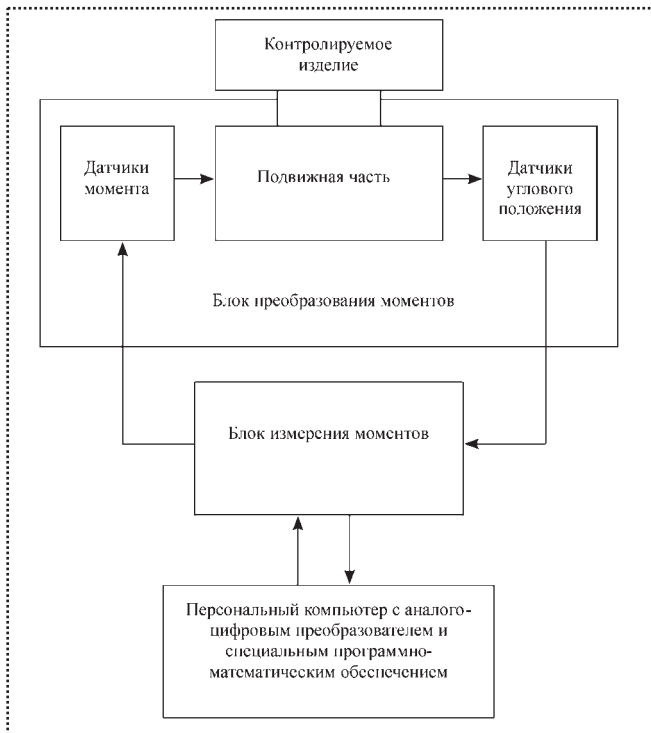 Контролируемое
изделие
Датчики
момента
Подвижная часть
Датчики
углового
положения
Блок преобразования моментов
Блок измерения моментов
Персональный компьютер с аналого-
цифровым преобразователем и
специальным программно-
математическим обеспечением